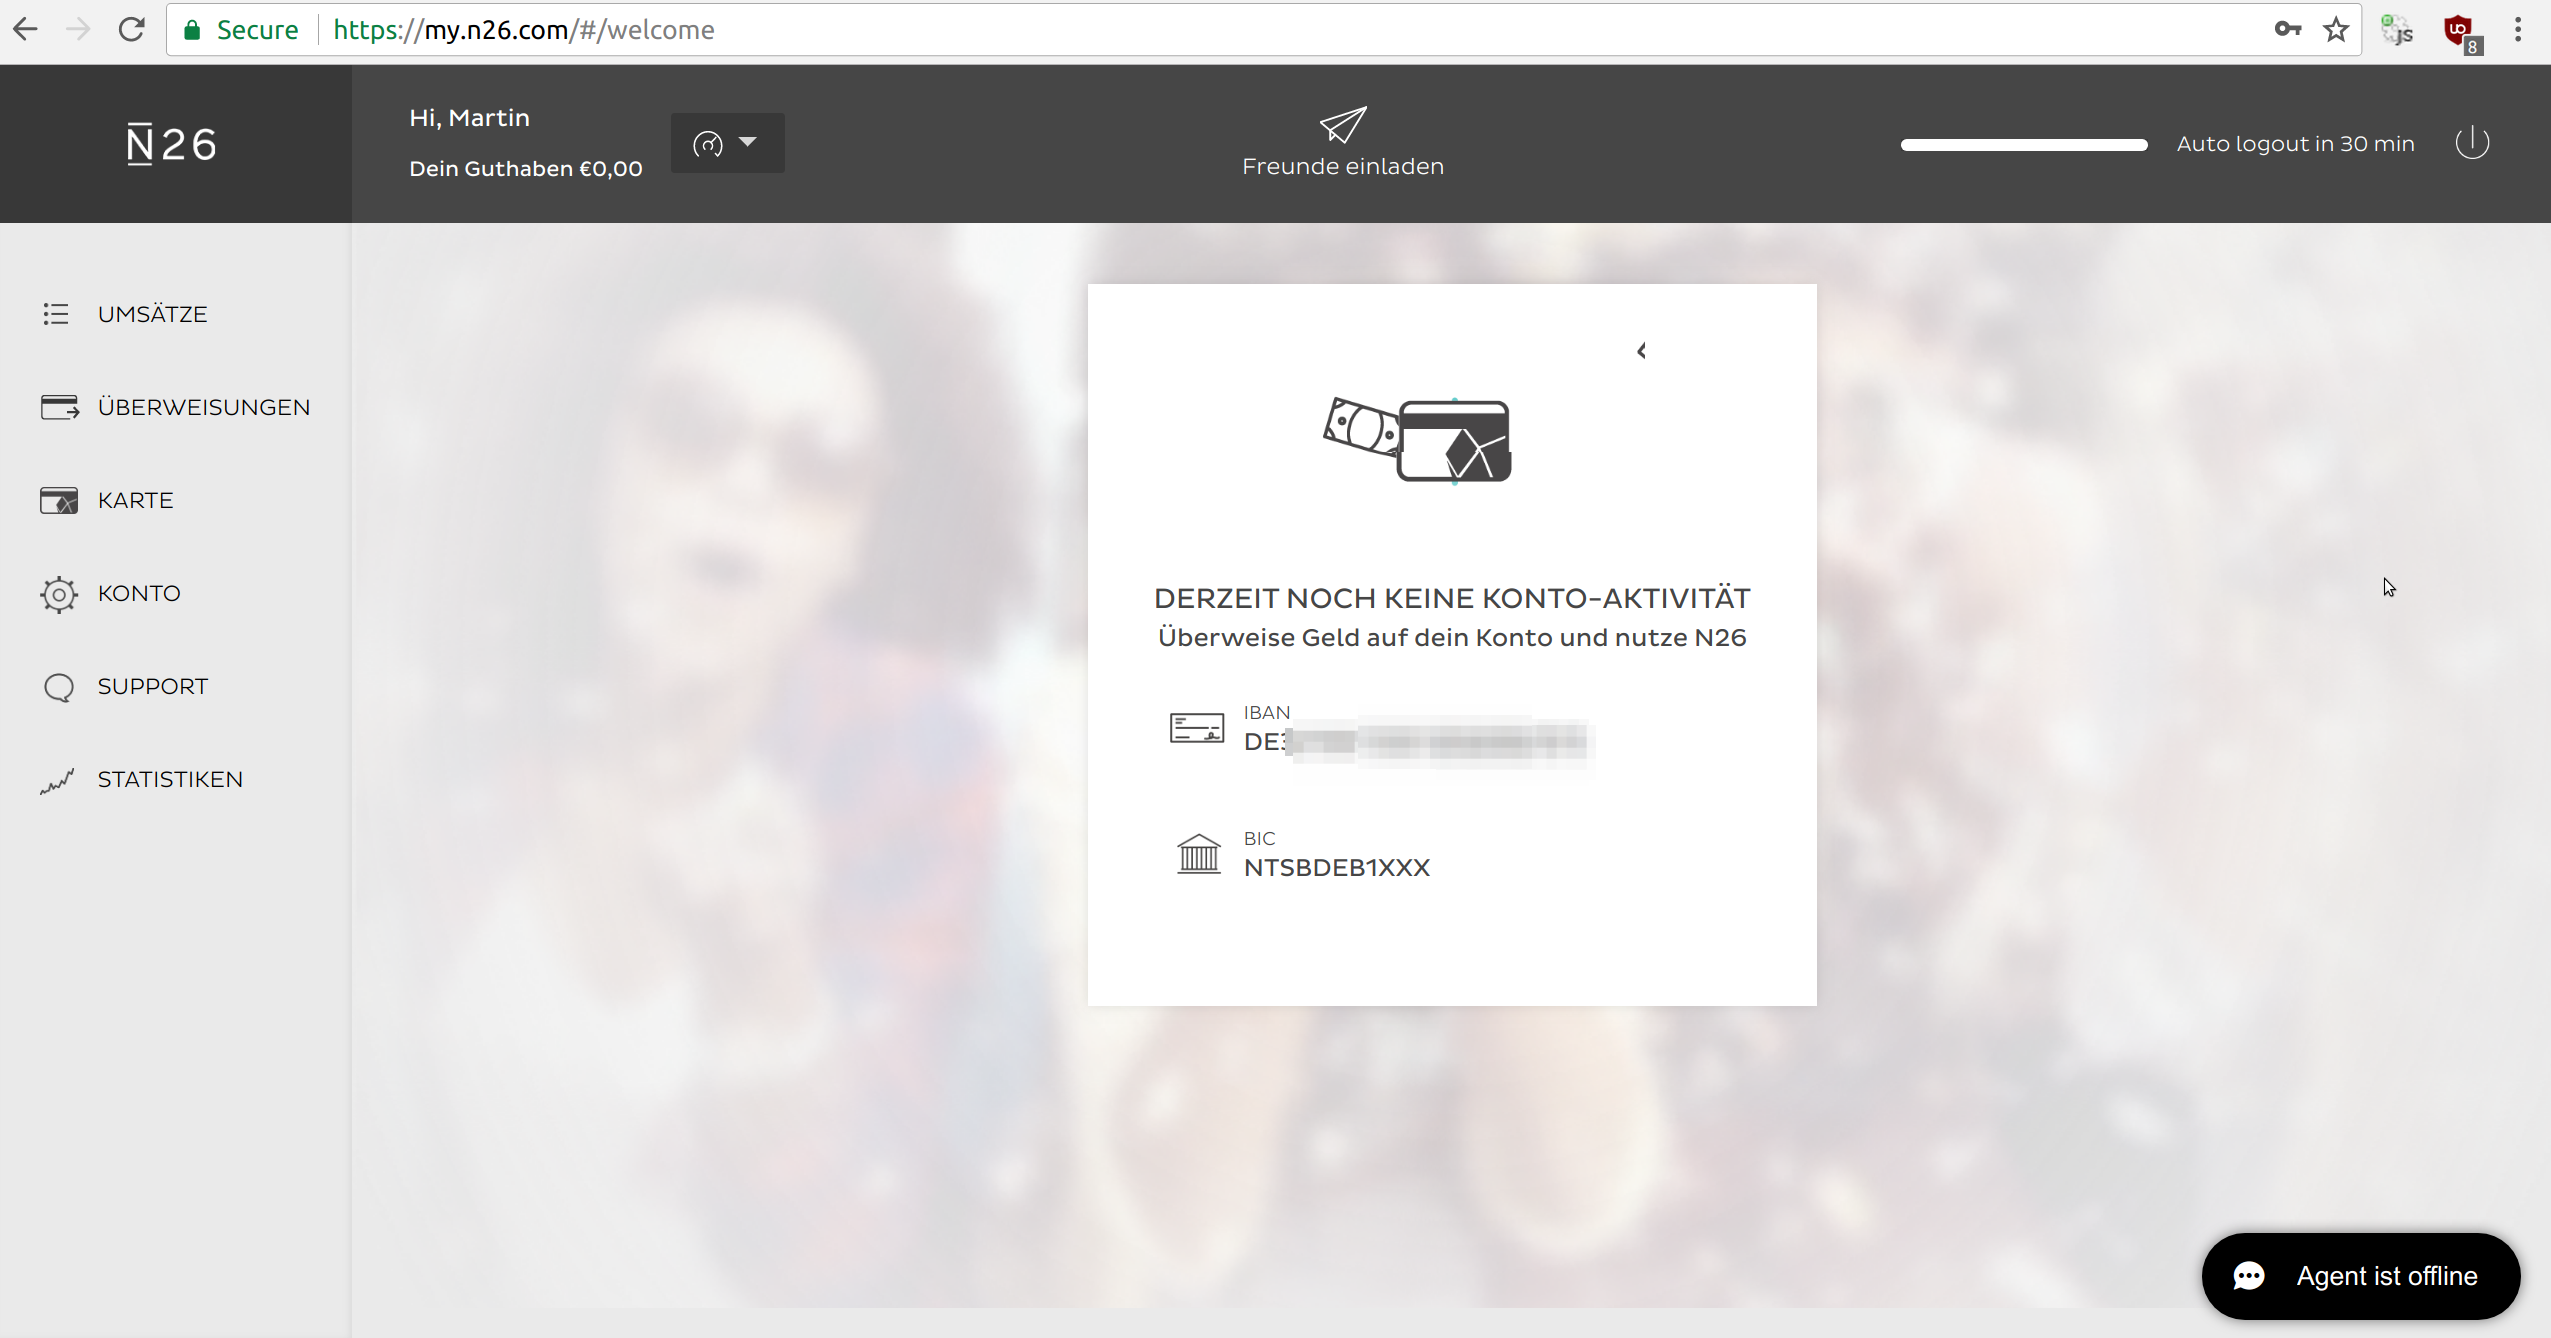 Secure https://my.n26.com/#/welcome
8
N26
Hi, Martin
Dein Guthaben €0,00
Freunde einladen
Auto logout in 30 min
UMSÄTZE
ÜBERWEISUNGEN
KARTE
KONTO
SUPPORT
STATISTIKEN
DERZEIT NOCH KEINE KONTO-AKTIVITÄT
Überweise Geld auf dein Konto und nutze N26
IBAN
DE3
BIC
NTSBDEB1XXX
Agent ist offline